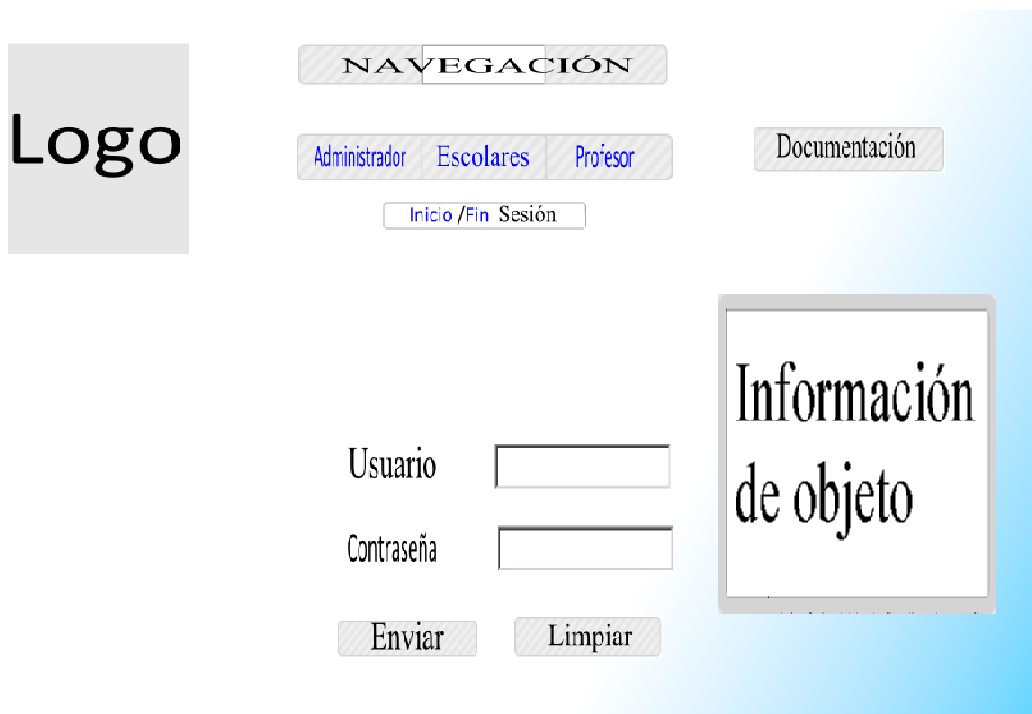 NAVEGACIÓN
Logo
Administrador Escolares Profesor
Documentación
Inicio /Fin Sesión
Información
de objeto
Usuario
Contraseña
Enviar Limpiar